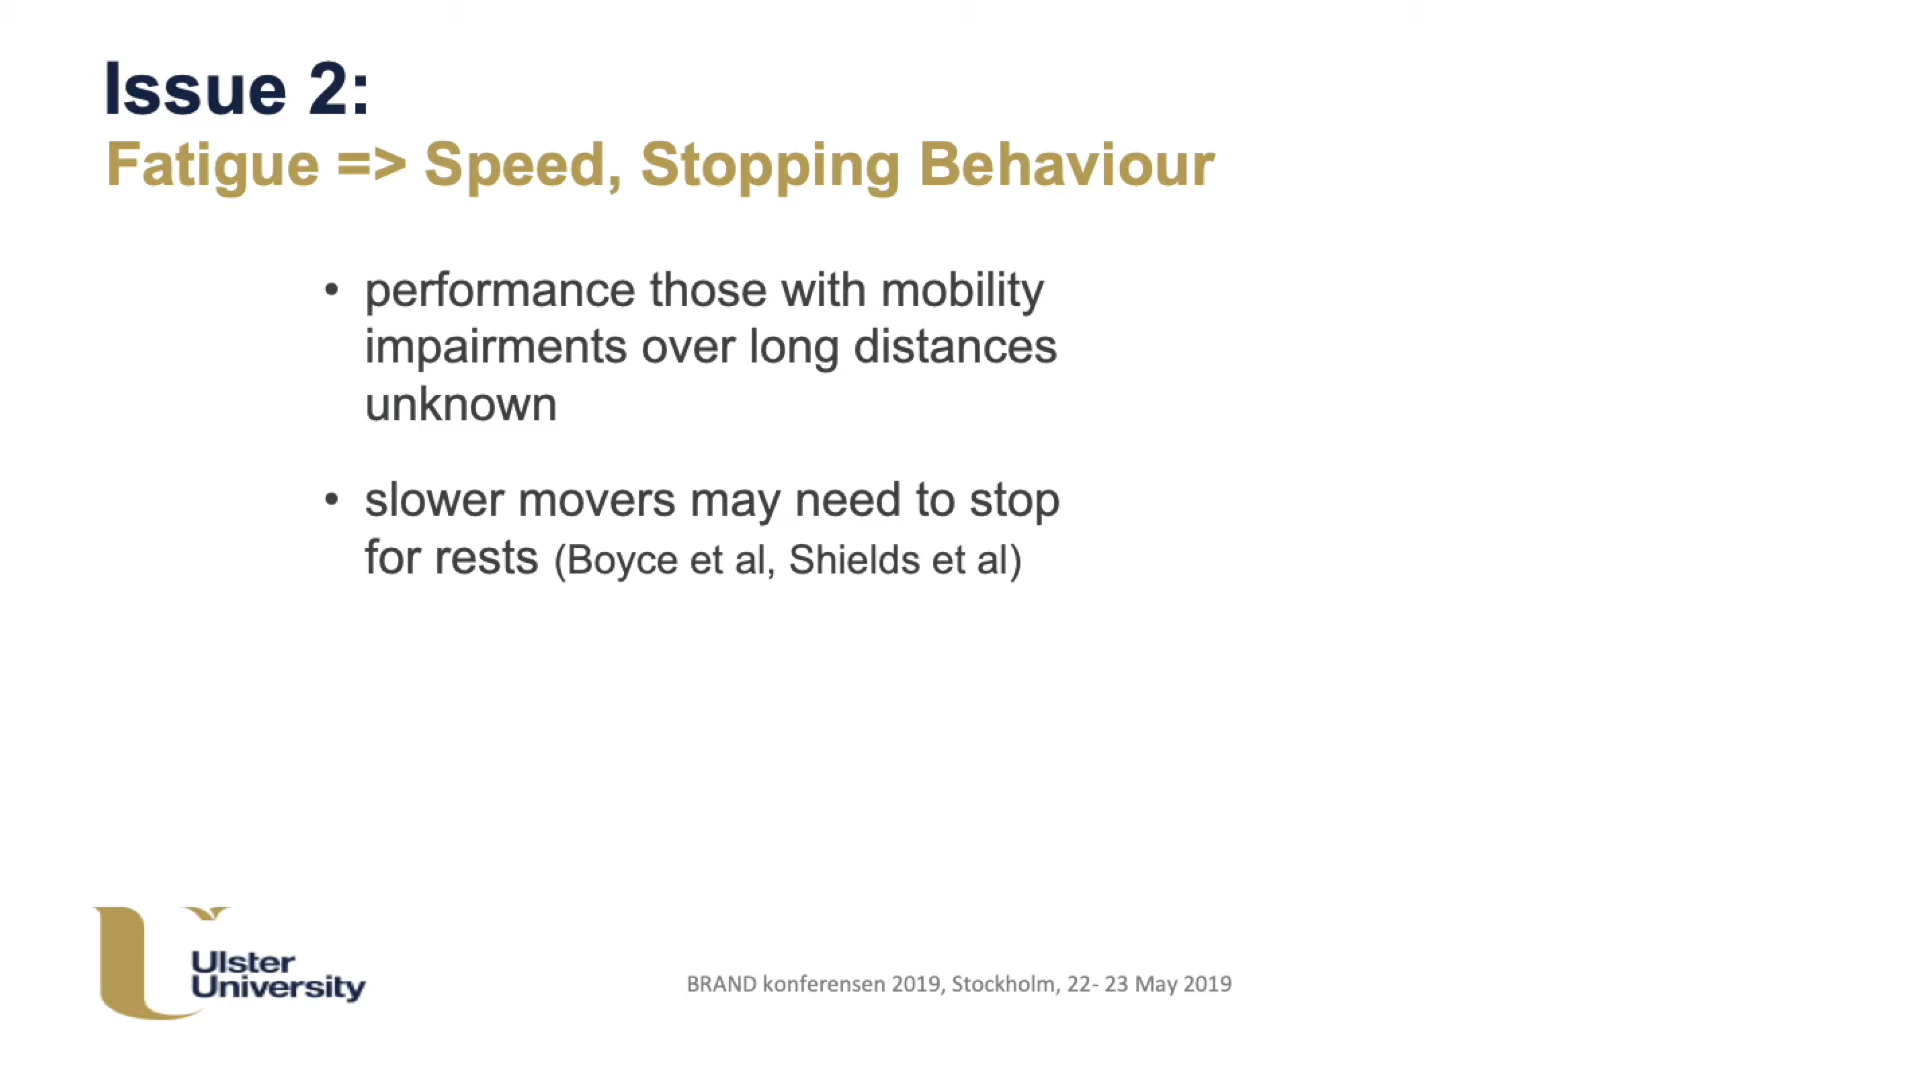 Issue 2:
Fatigue => Speed, Stopping Behaviour
• performance those with mobility
impairments over long distances
unknown
• slower movers may need to stop
for rests (Boyce et al, Shields et al)
Ulster
University
BRAND konferensen 2019, Stockholm, 22- 23 May 2019